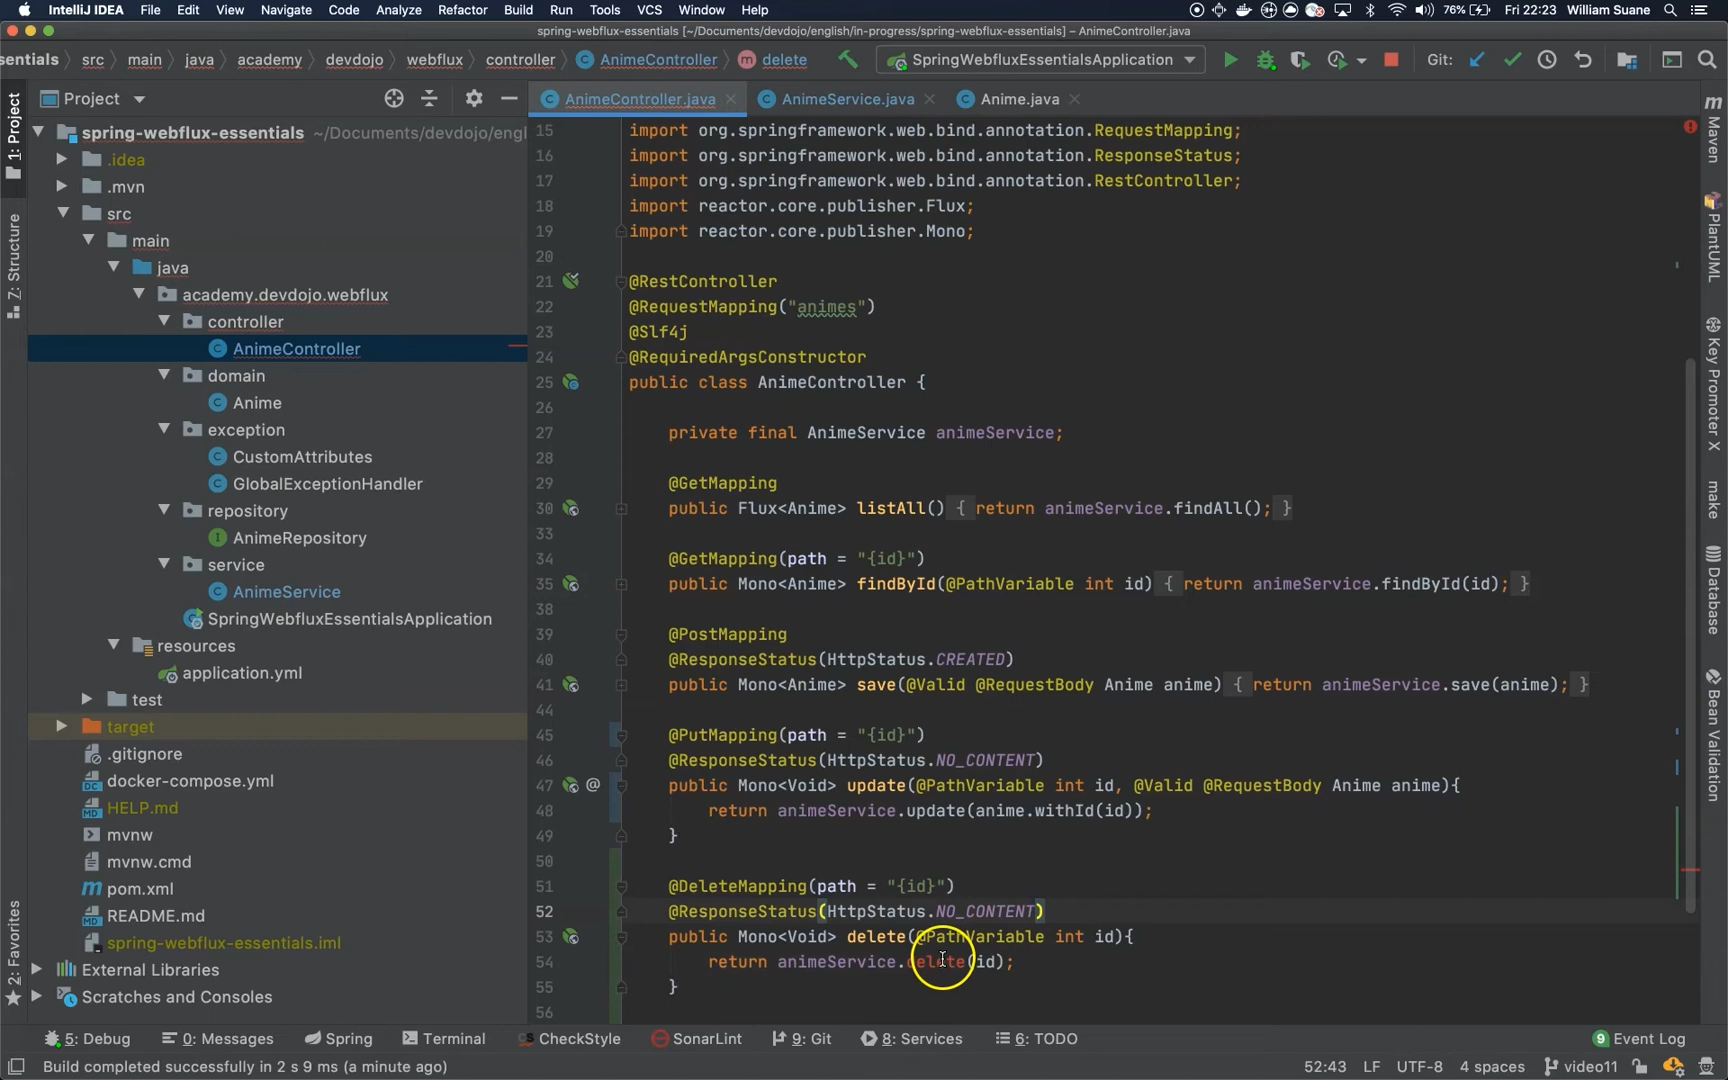 IntelliJ IDEA File Edit View Navigate Code Analyze Refactor Build Run Tools VCS Window Help 76% Fri 22:23 William Suane
spring-webflux-essentials [~/Documents/devdojo/english/in-progress/spring-webflux-essentials] – AnimeController.java
sentials src main java academy devdojo webflux controller AnimeController m delete SpringWebfluxEssentialsApplication Git:
Project
AnimeController.java
AnimeService.java
Anime.java
1: Project
Z: Structure
2: Favorites
spring-webflux-essentials ~/Documents/devdojo/engl
.idea
.mvn
src
main
java
academy.devdojo.webflux
controller
AnimeController
domain
Anime
exception
CustomAttributes
GlobalExceptionHandler
repository
AnimeRepository
service
AnimeService
SpringWebfluxEssentialsApplication
resources
application.yml
test
target
.gitignore
docker-compose.yml
HELP.md
mvnw
mvnw.cmd
pom.xml
README.md
spring-webflux-essentials.iml
External Libraries
Scratches and Consoles
15 import org.springframework.web.bind.annotation.RequestMapping;
16 import org.springframework.web.bind.annotation.ResponseStatus;
17 import org.springframework.web.bind.annotation.RestController;
18 import reactor.core.publisher.Flux;
19 import reactor.core.publisher.Mono;
20
21 @RestController
22 @RequestMapping("animes")
23 @Slf4j
24 @RequiredArgsConstructor
25 public class AnimeController {
26
27 private final AnimeService animeService;
28
29 @GetMapping
30 public Flux<Anime> listAll() { return animeService.findAll(); }
33
34 @GetMapping(path = "{id}")
35 public Mono<Anime> findById(@PathVariable int id) { return animeService.findById(id); }
38
39 @PostMapping
40 @ResponseStatus(HttpStatus.CREATED)
41 public Mono<Anime> save(@Valid @RequestBody Anime anime) { return animeService.save(anime); }
44
45 @PutMapping(path = "{id}")
46 @ResponseStatus(HttpStatus.NO_CONTENT)
47 @ public Mono<Void> update(@PathVariable int id, @Valid @RequestBody Anime anime){
48 return animeService.update(anime.withId(id));
49 }
50
51 @DeleteMapping(path = "{id}")
52 @ResponseStatus(HttpStatus.NO_CONTENT)
53 public Mono<Void> delete(@PathVariable int id){
54 return animeService.delete(id);
55 }
56
m Maven
PlantUML
Key Promoter X
make
Database
Bean Validation
5: Debug 0: Messages Spring Terminal CheckStyle SonarLint 9: Git 8: Services 6: TODO 9 Event Log
Build completed successfully in 2 s 9 ms (a minute ago) 52:43 LF UTF-8 4 spaces video11